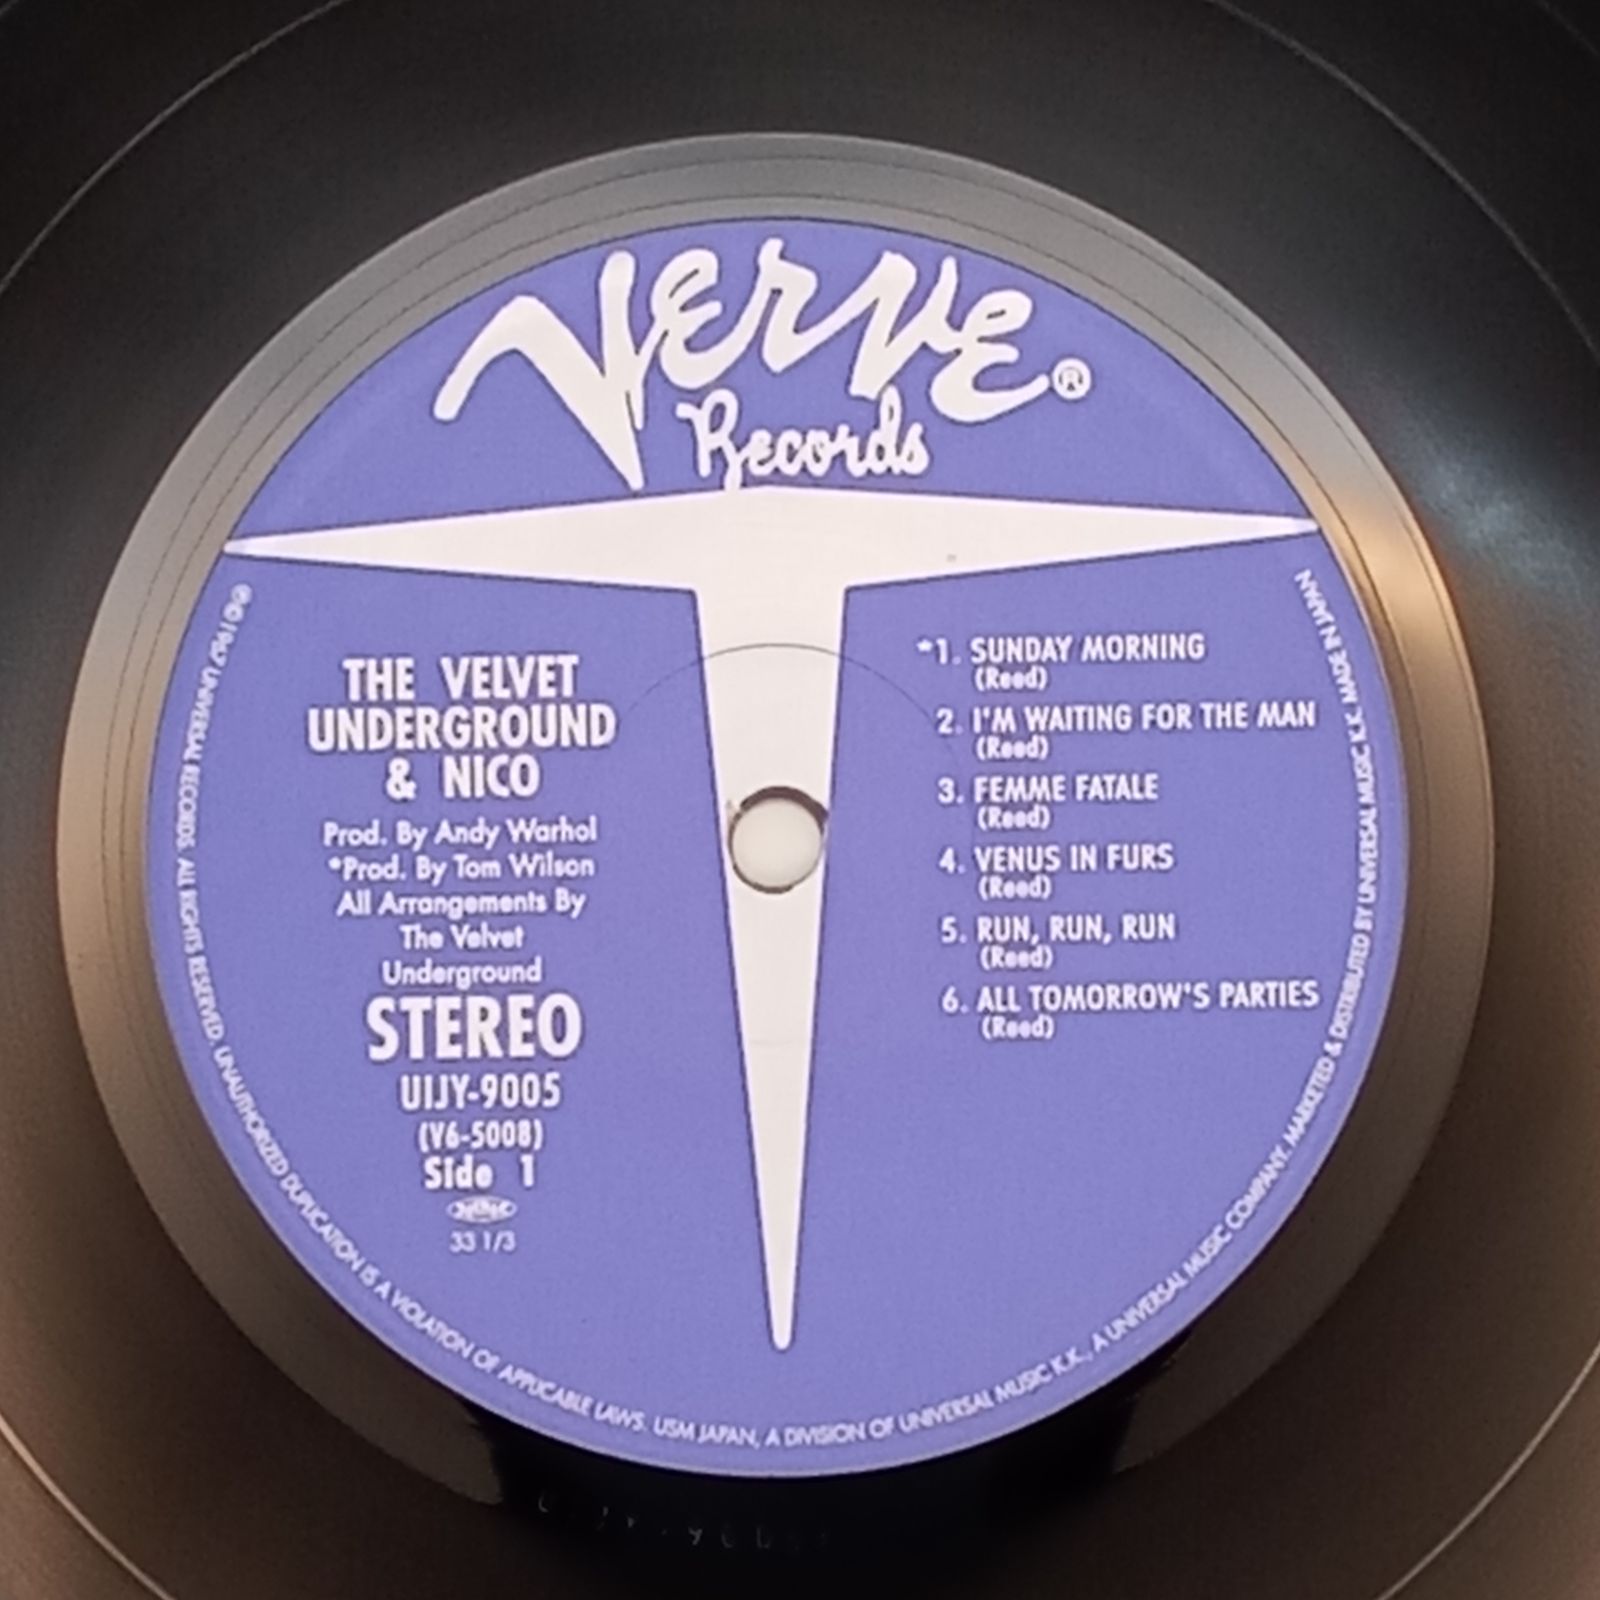 Verve®
Records
THE VELVET
UNDERGROUND
& NICO
Prod. By Andy Warhol
*Prod. By Tom Wilson
All Arrangements By
The Velvet
Underground
STEREO
UIJY-9005
(V6-5008)
Side 1
33 1/3
*1. SUNDAY MORNING
(Reed)
2. I'M WAITING FOR THE MAN
(Reed)
3. FEMME FATALE
(Reed)
4. VENUS IN FURS
(Reed)
5. RUN, RUN, RUN
(Reed)
6. ALL TOMORROW'S PARTIES
(Reed)
℗©1967 UNIVERSAL RECORDS. ALL RIGHTS RESERVED. UNAUTHORIZED DUPLICATION IS A VIOLATION OF APPLICABLE LAWS. USM JAPAN, A DIVISION OF UNIVERSAL MUSIC K.K., A UNIVERSAL MUSIC COMPANY. MARKETED & DISTRIBUTED BY UNIVERSAL MUSIC K.K. MADE IN JAPAN